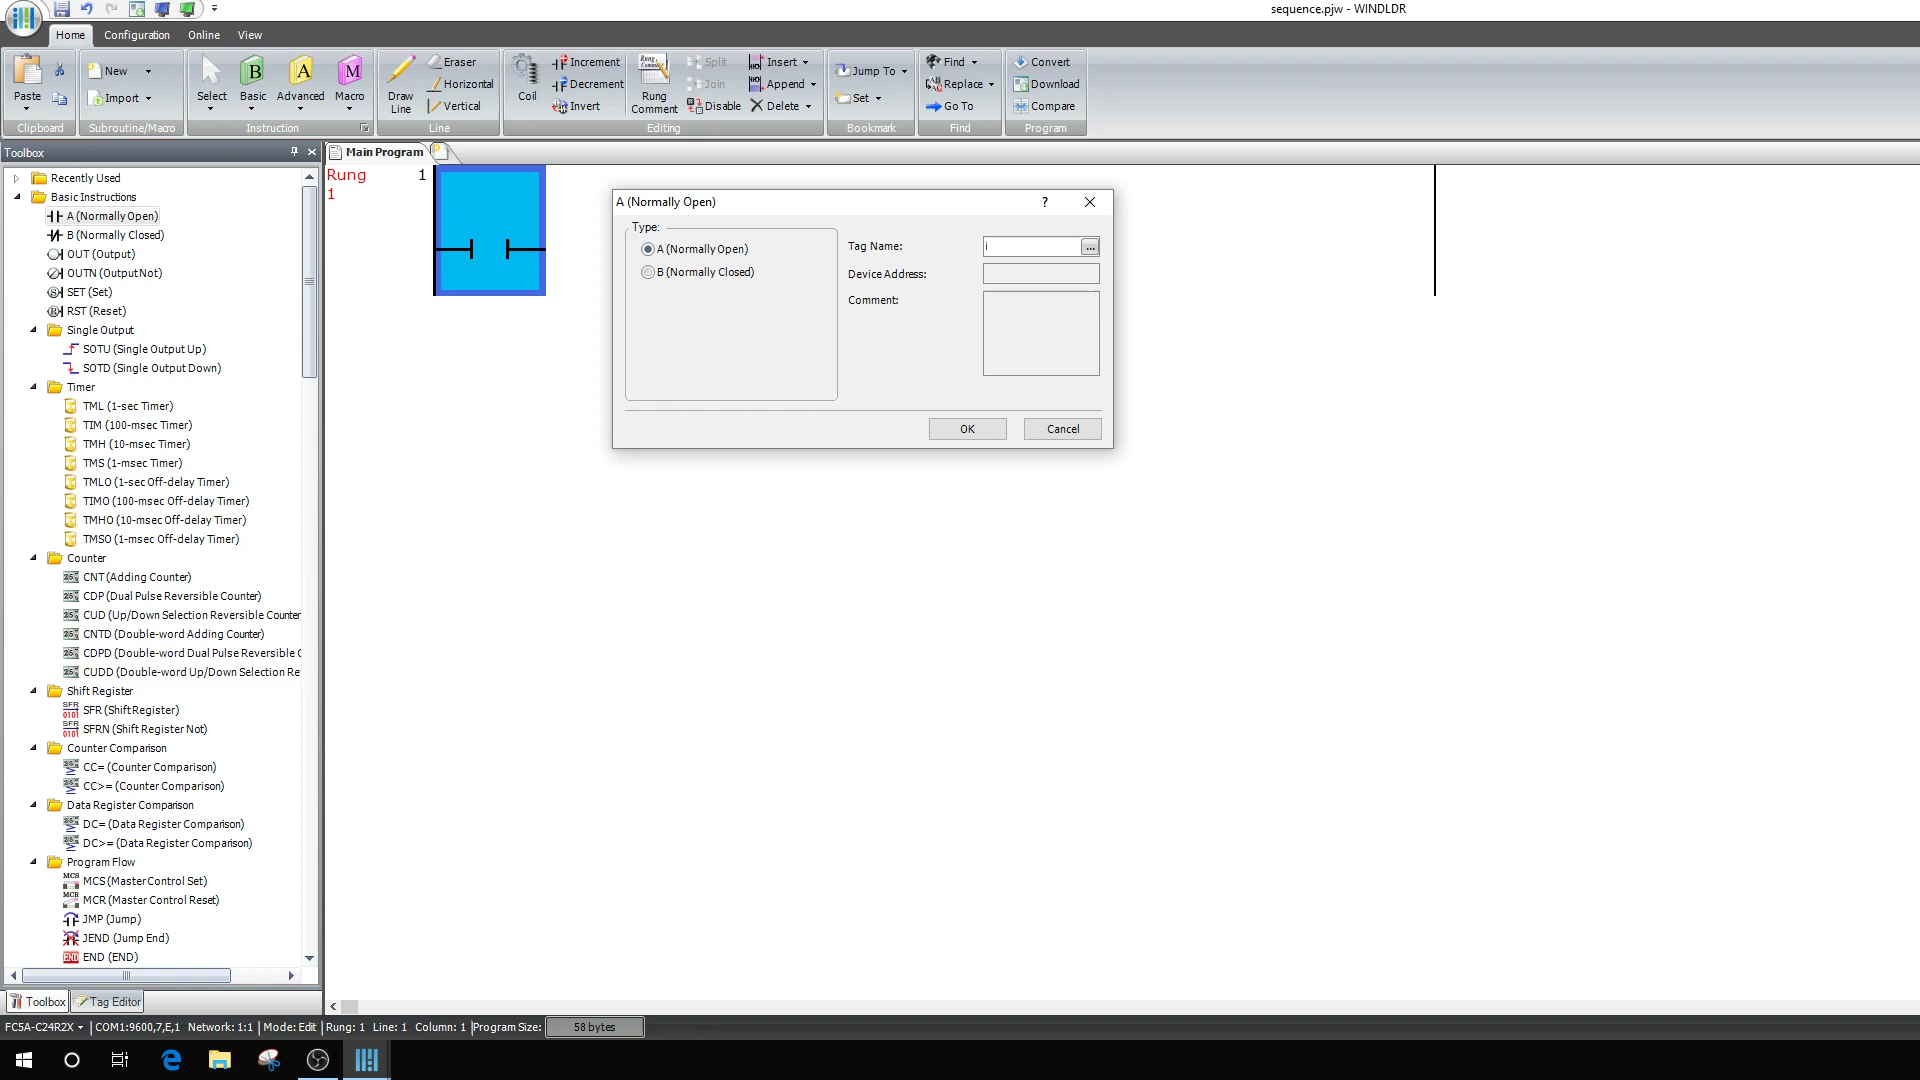 sequence.pjw - WINDLDR
Home Configuration Online View
Paste
Clipboard
New
Import
Subroutine/Macro
Select
B Basic
A Advanced
M Macro
Instruction
Draw Line
Eraser
Horizontal
Vertical
Line
Coil
Increment
Decrement
Invert
Rung Comment
Split
Join
Disable
Insert
Append
Delete
Editing
Jump To
Set
Bookmark
Find
Replace
Go To
Find
Convert
Download
Compare
Program
Toolbox
Main Program
Recently Used
Basic Instructions
A (Normally Open)
B (Normally Closed)
OUT (Output)
OUTN (Output Not)
SET (Set)
RST (Reset)
Single Output
SOTU (Single Output Up)
SOTD (Single Output Down)
Timer
TML (1-sec Timer)
TIM (100-msec Timer)
TMH (10-msec Timer)
TMS (1-msec Timer)
TMLO (1-sec Off-delay Timer)
TIMO (100-msec Off-delay Timer)
TMHO (10-msec Off-delay Timer)
TMSO (1-msec Off-delay Timer)
Counter
CNT (Adding Counter)
CDP (Dual Pulse Reversible Counter)
CUD (Up/Down Selection Reversible Counter
CNTD (Double-word Adding Counter)
CDPD (Double-word Dual Pulse Reversible C
CUDD (Double-word Up/Down Selection Re
Shift Register
SFR (Shift Register)
SFRN (Shift Register Not)
Counter Comparison
CC= (Counter Comparison)
CC>= (Counter Comparison)
Data Register Comparison
DC= (Data Register Comparison)
DC>= (Data Register Comparison)
Program Flow
MCS (Master Control Set)
MCR (Master Control Reset)
JMP (Jump)
JEND (Jump End)
END (END)
Toolbox Tag Editor
Rung 1
1
A (Normally Open) ?
Type:
A (Normally Open)
B (Normally Closed)
Tag Name: i ...
Device Address:
Comment:
OK Cancel
FC5A-C24R2X COM1:9600,7,E,1 Network: 1:1 Mode: Edit Rung: 1 Line: 1 Column: 1 Program Size: 58 bytes